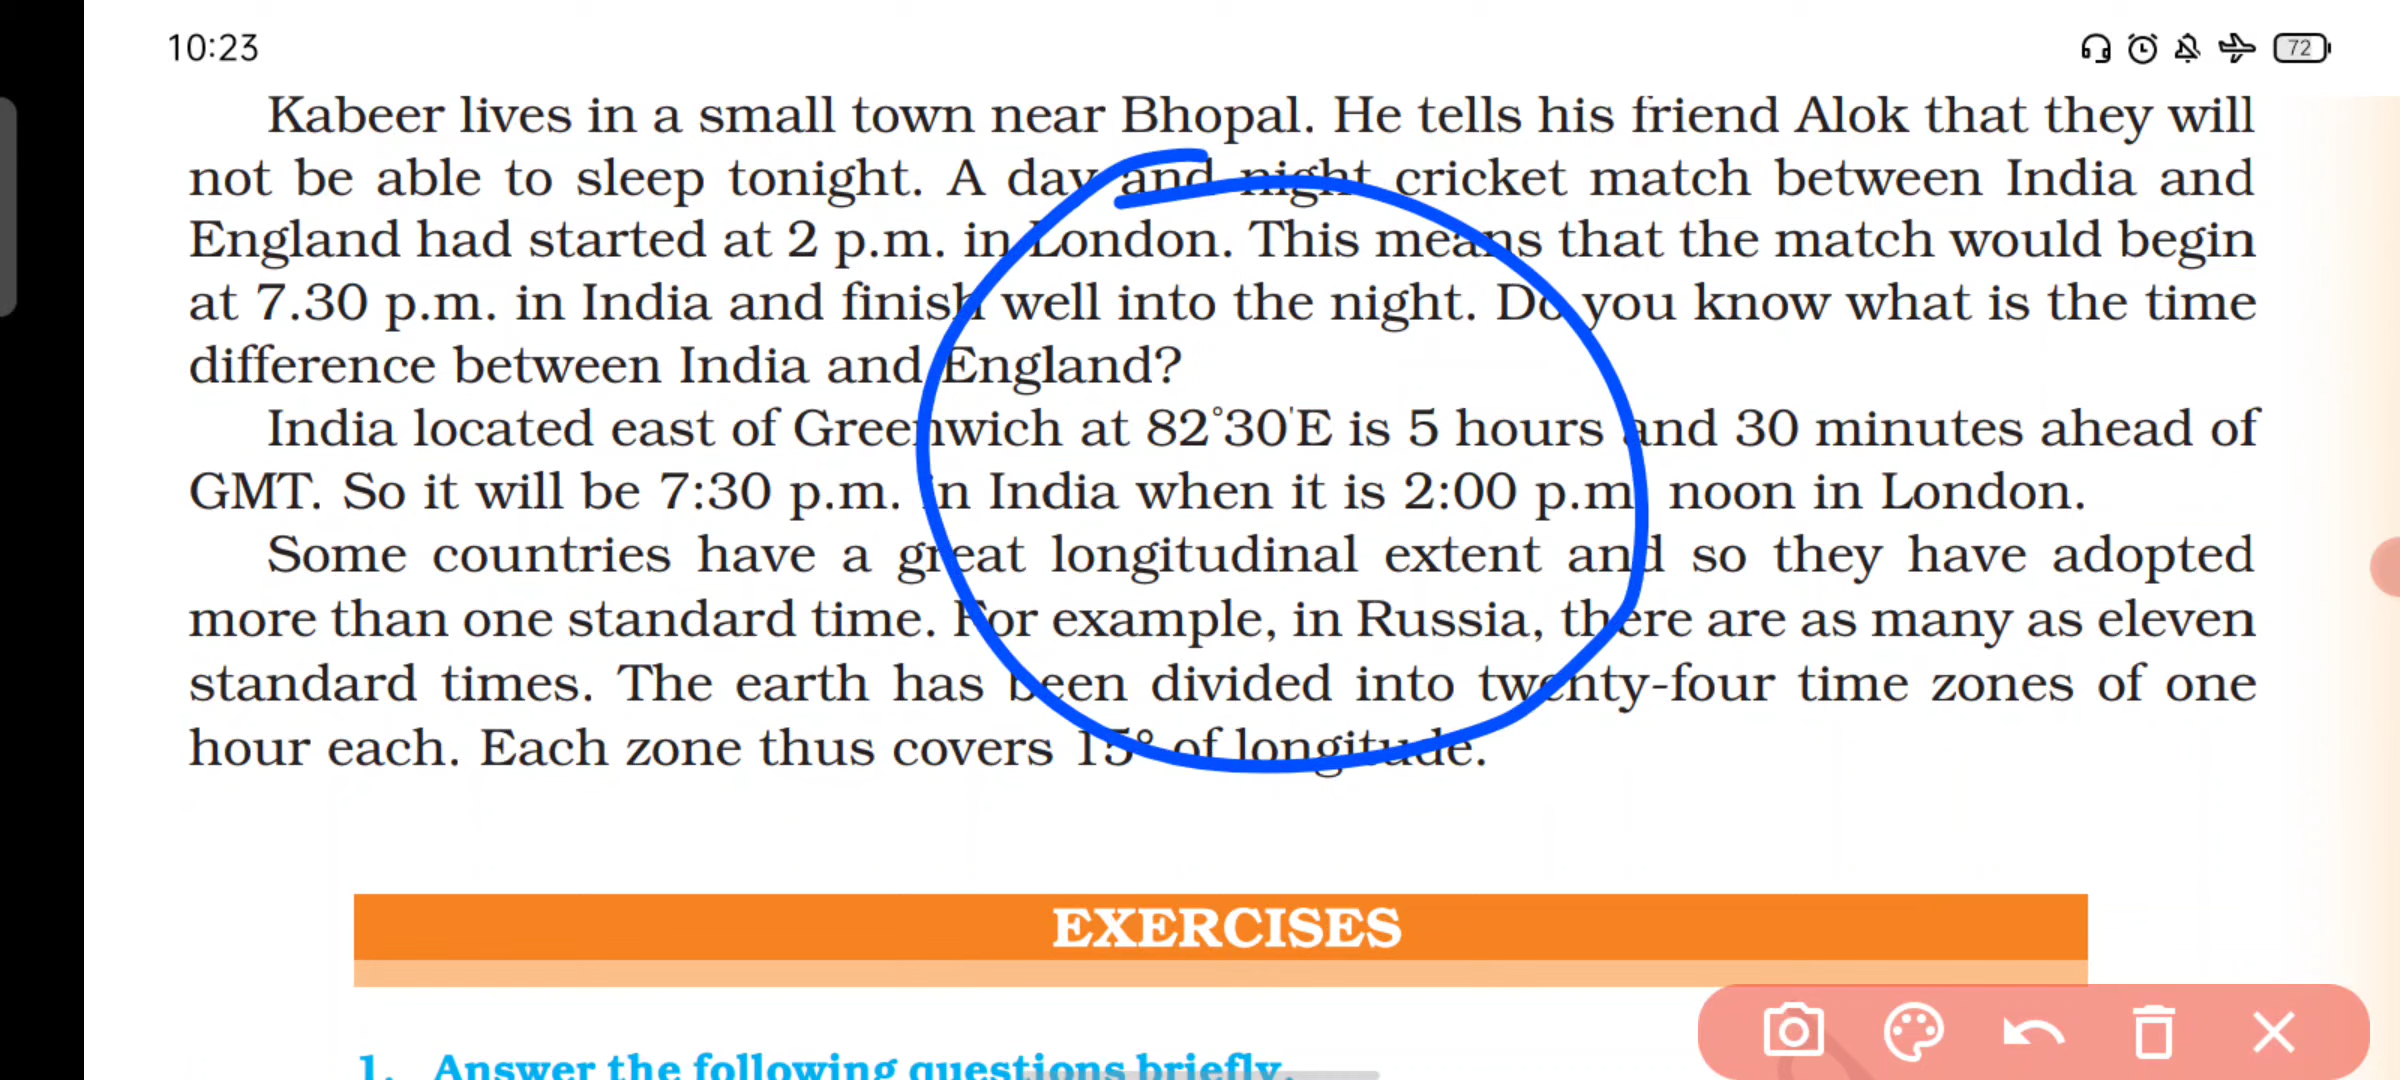 10:23
72
Kabeer lives in a small town near Bhopal. He tells his friend Alok that they will
not be able to sleep tonight. A day and night cricket match between India and
England had started at 2 p.m. in London. This means that the match would begin
at 7.30 p.m. in India and finish well into the night. Do you know what is the time
difference between India and England?
India located east of Greenwich at 82°30'E is 5 hours and 30 minutes ahead of
GMT. So it will be 7:30 p.m. in India when it is 2:00 p.m. noon in London.
Some countries have a great longitudinal extent and so they have adopted
more than one standard time. For example, in Russia, there are as many as eleven
standard times. The earth has been divided into twenty-four time zones of one
hour each. Each zone thus covers 15° of longitude.
EXERCISES
1. Answer the following questions briefly.